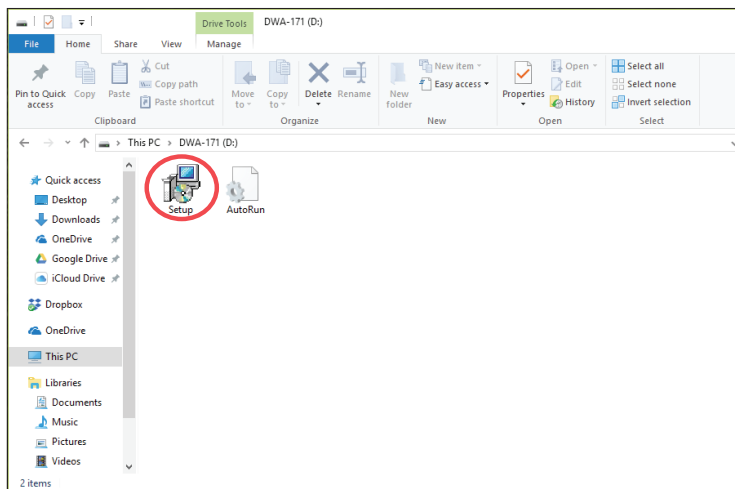 Drive Tools DWA-171 (D:)
File Home Share View Manage
Pin to Quick access
Copy
Paste
Cut
Copy path
Paste shortcut
Clipboard
Move to
Copy to
Delete
Rename
Organize
New folder
New item
Easy access
New
Properties
Open
Edit
History
Open
Select all
Select none
Invert selection
Select
This PC > DWA-171 (D:)
Quick access
Desktop
Downloads
OneDrive
Google Drive
iCloud Drive
Dropbox
OneDrive
This PC
Libraries
Documents
Music
Pictures
Videos
Setup
AutoRun
2 items